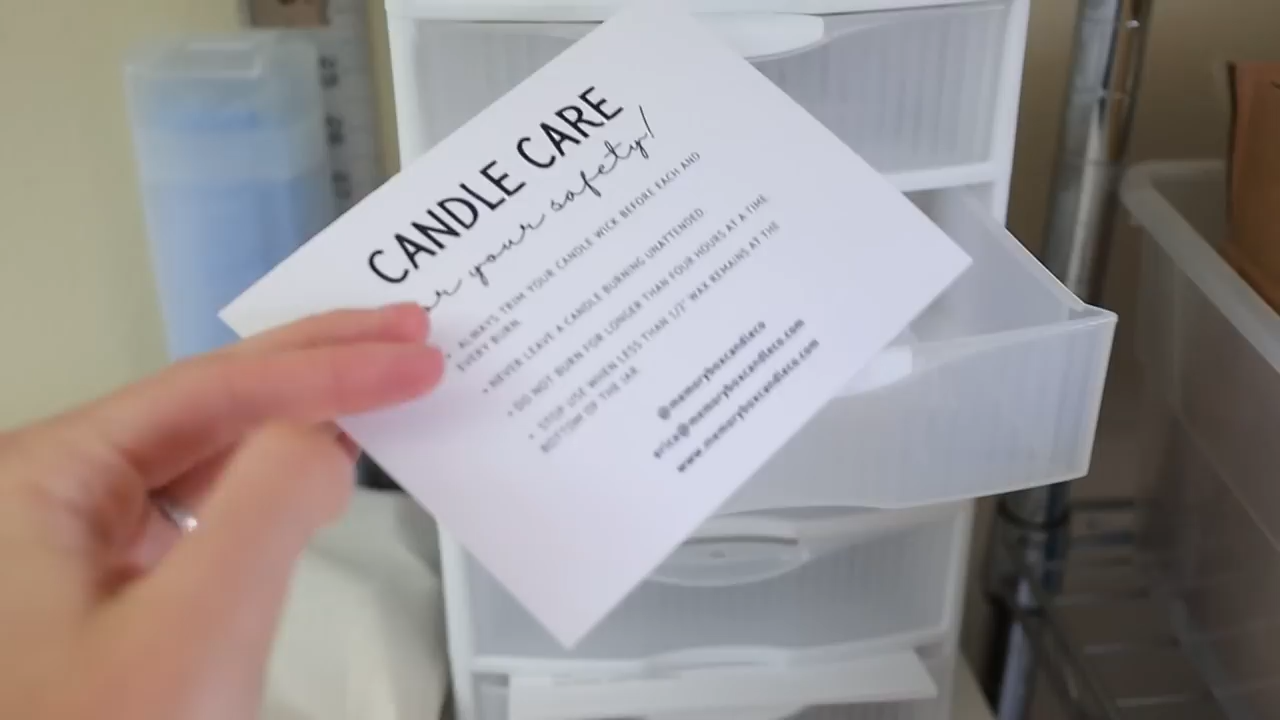 CANDLE CARE
for your safety!
• ALWAYS TRIM YOUR CANDLE WICK BEFORE EACH AND
EVERY BURN.
• NEVER LEAVE A CANDLE BURNING UNATTENDED.
• DO NOT BURN FOR LONGER THAN FOUR HOURS AT A TIME
• STOP USE WHEN LESS THAN 1/2" WAX REMAINS AT THE
BOTTOM OF THE JAR.
@memoryboxcandleco
erica@memoryboxcandleco.com
www.memoryboxcandleco.com